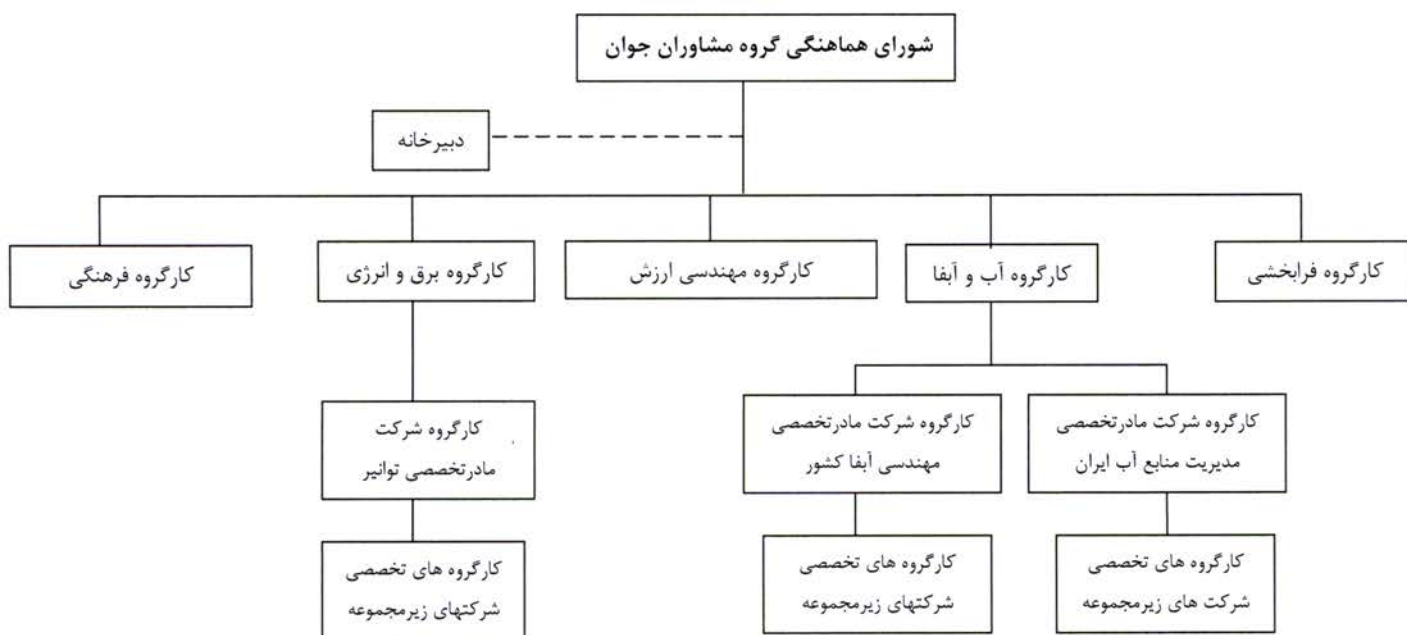 شورای هماهنگی گروه مشاوران جوان
دبیرخانه
کارگروه فرابخشی
کارگروه آب و آبفا
کارگروه مهندسی ارزش
کارگروه برق و انرژی
کارگروه فرهنگی
کارگروه شرکت مادرتخصصی
مدیریت منابع آب ایران
کارگروه شرکت مادرتخصصی
مهندسی آبفا کشور
کارگروه شرکت
مادرتخصصی توانیر
کارگروه های تخصصی
شرکت های زیرمجموعه
کارگروه های تخصصی
شرکتهای زیرمجموعه
کارگروه های تخصصی
شرکتهای زیرمجموعه